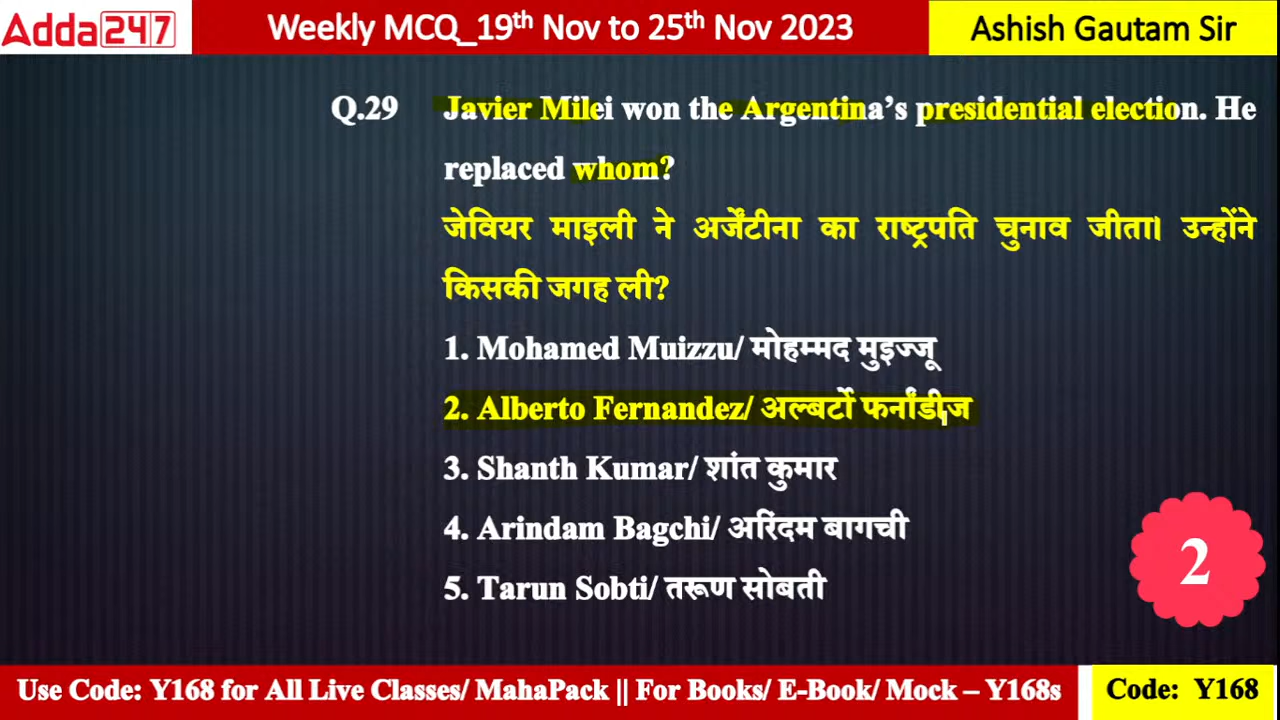 Adda247
Weekly MCQ_19th Nov to 25th Nov 2023
Ashish Gautam Sir
Q.29 Javier Milei won the Argentina’s presidential election. He
replaced whom?
जेवियर माइली ने अर्जेंटीना का राष्ट्रपति चुनाव जीता। उन्होंने
किसकी जगह ली?
1. Mohamed Muizzu/ मोहम्मद मुइज्जू
2. Alberto Fernandez/ अल्बर्टो फर्नांडीज
3. Shanth Kumar/ शांत कुमार
4. Arindam Bagchi/ अरिंदम बागची
5. Tarun Sobti/ तरूण सोबती
2
Use Code: Y168 for All Live Classes/ MahaPack || For Books/ E-Book/ Mock – Y168s
Code: Y168